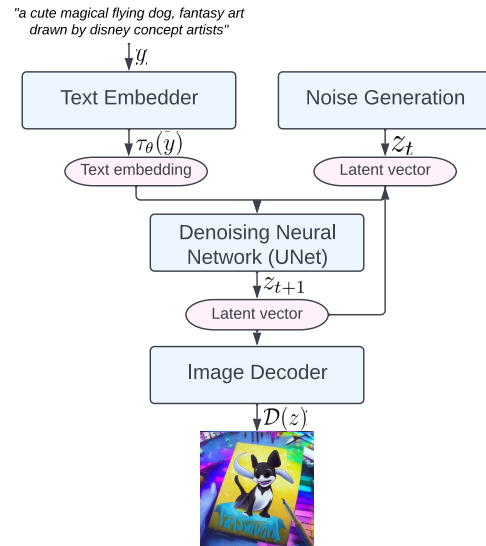 "a cute magical flying dog, fantasy art
drawn by disney concept artists"
y
Text Embedder
Noise Generation
τθ(y)
zt
Text embedding
Latent vector
Denoising Neural
Network (UNet)
zt+1
Latent vector
Image Decoder
D(z)